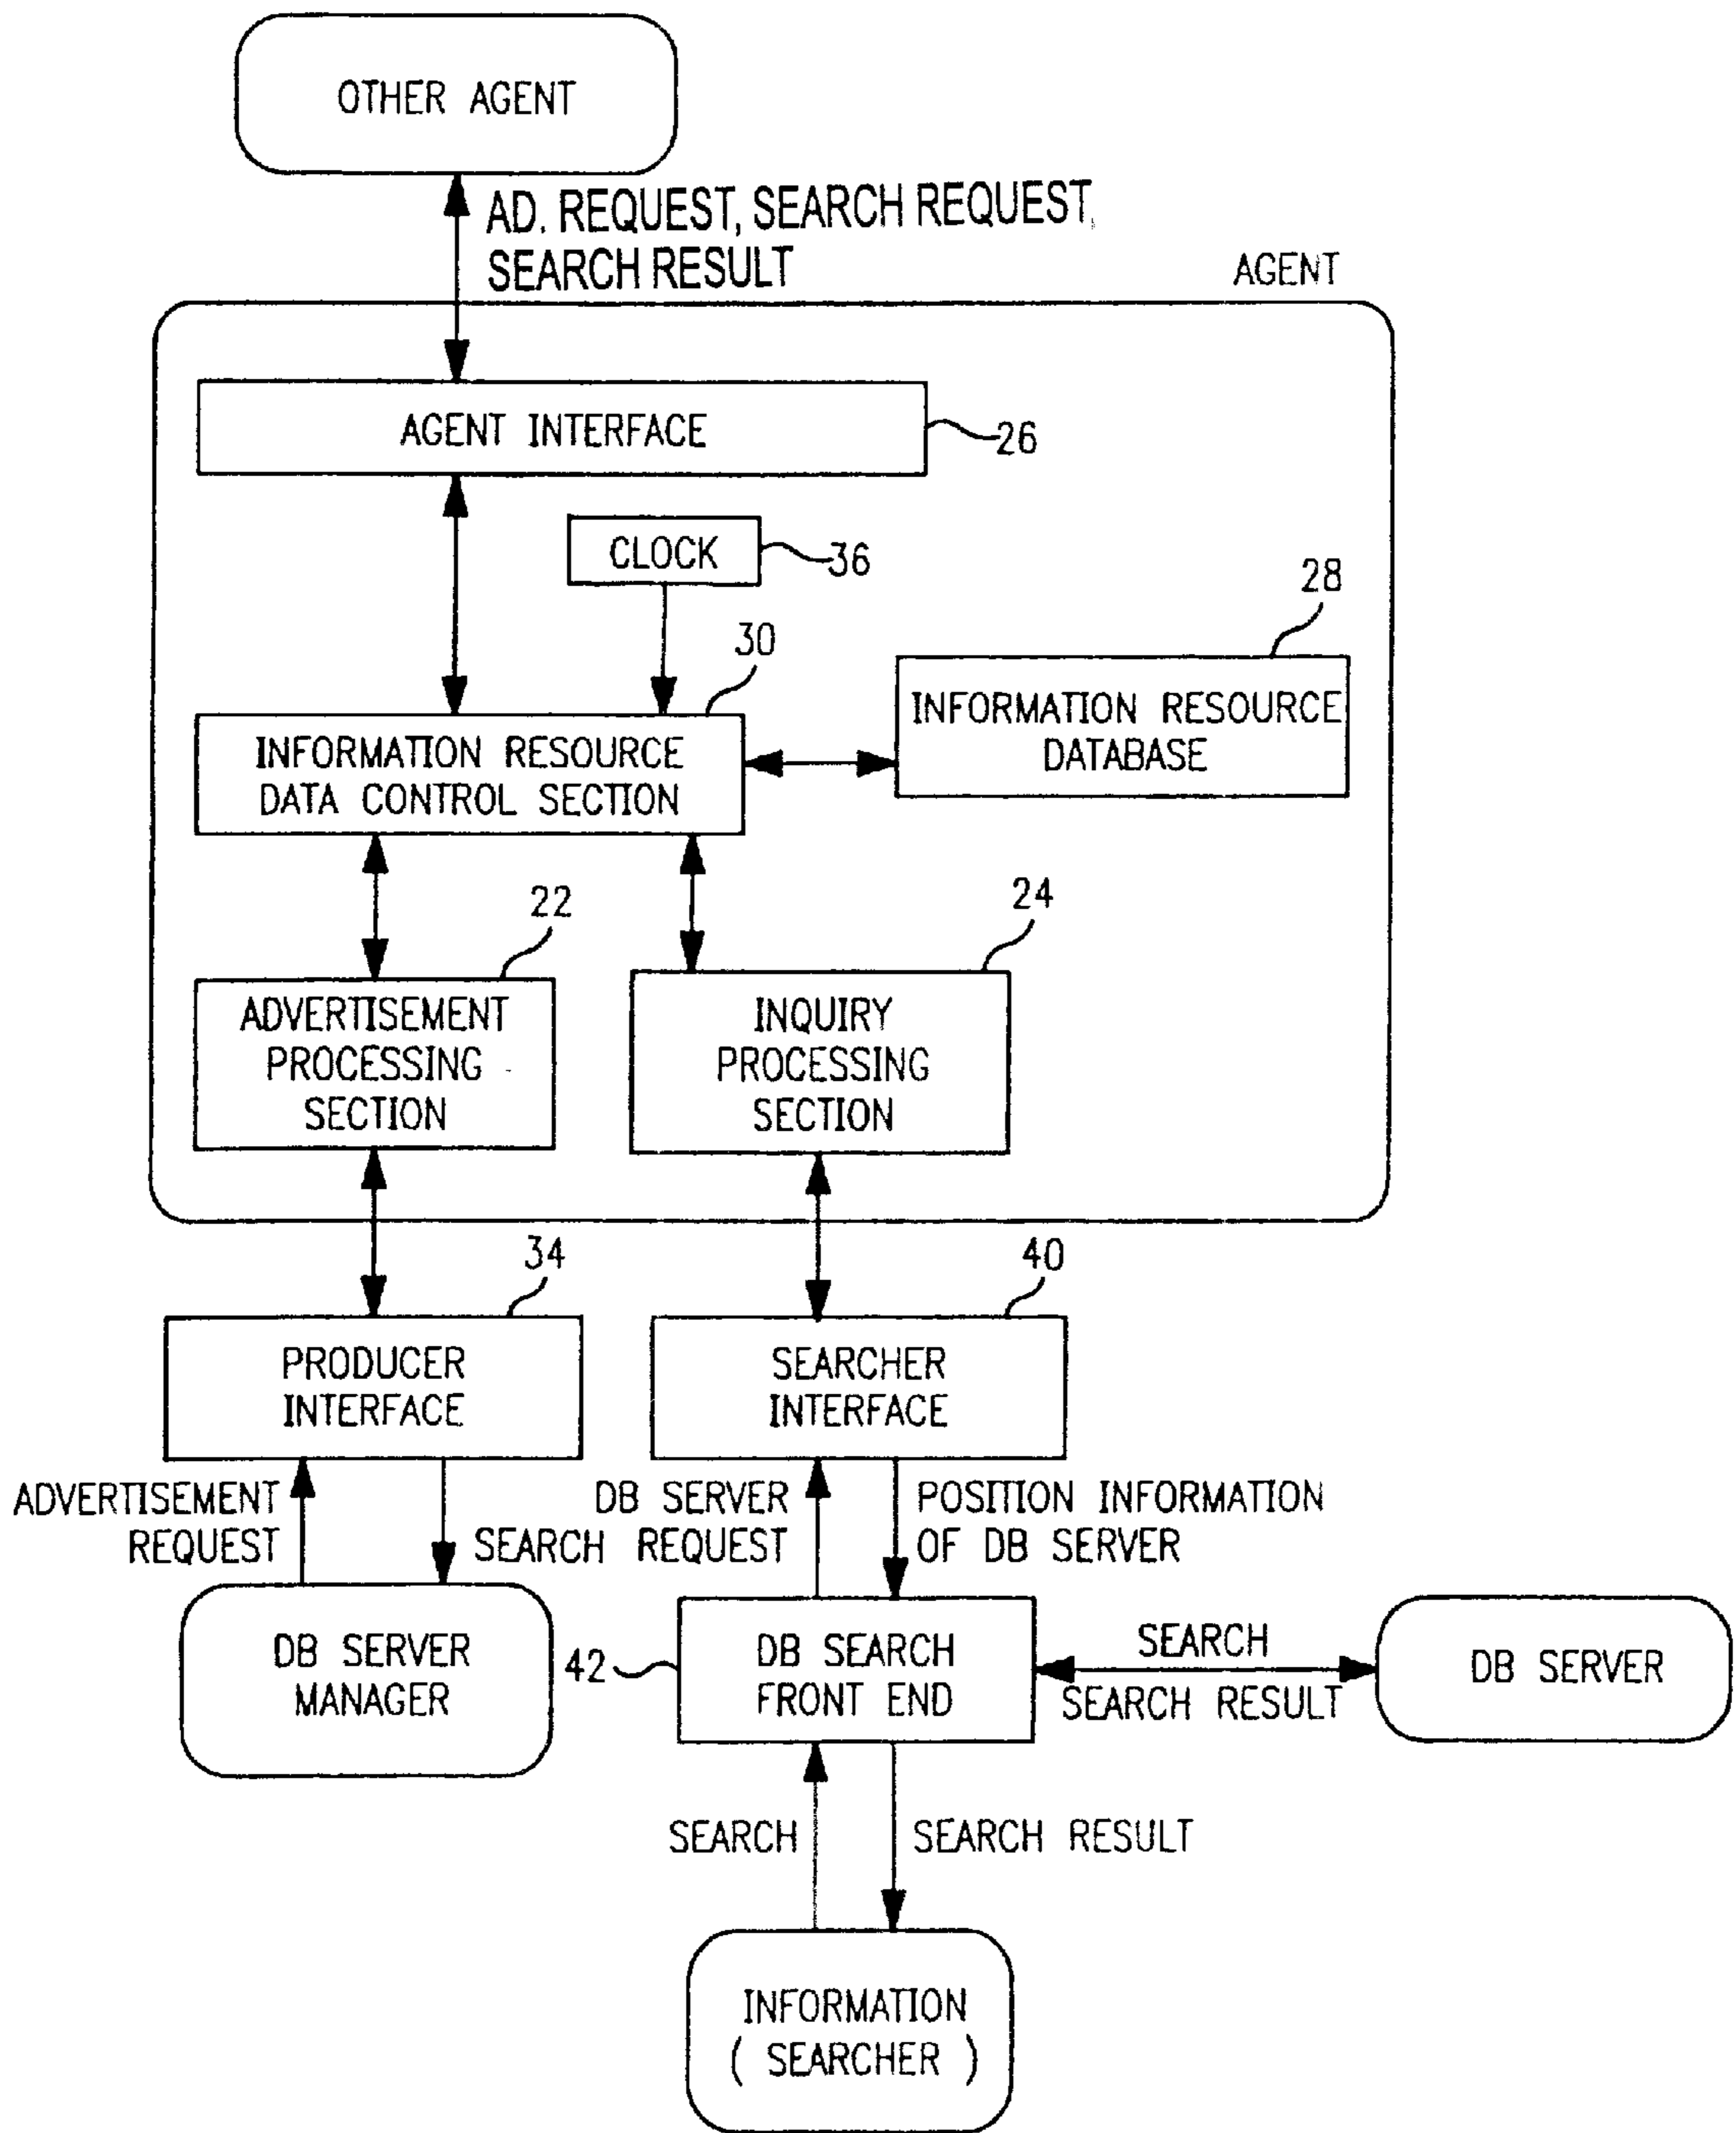 OTHER AGENT
AD. REQUEST, SEARCH REQUEST,
SEARCH RESULT
AGENT
AGENT INTERFACE
26
CLOCK
36
28
30
INFORMATION RESOURCE
DATABASE
INFORMATION RESOURCE
DATA CONTROL SECTION
22
24
ADVERTISEMENT
PROCESSING
SECTION
INQUIRY
PROCESSING
SECTION
34
40
PRODUCER
INTERFACE
SEARCHER
INTERFACE
ADVERTISEMENT
REQUEST
SEARCH REQUEST
DB SERVER
POSITION INFORMATION
OF DB SERVER
DB SERVER
MANAGER
42
DB SEARCH
FRONT END
SEARCH
SEARCH RESULT
DB SERVER
SEARCH
SEARCH RESULT
INFORMATION
( SEARCHER )